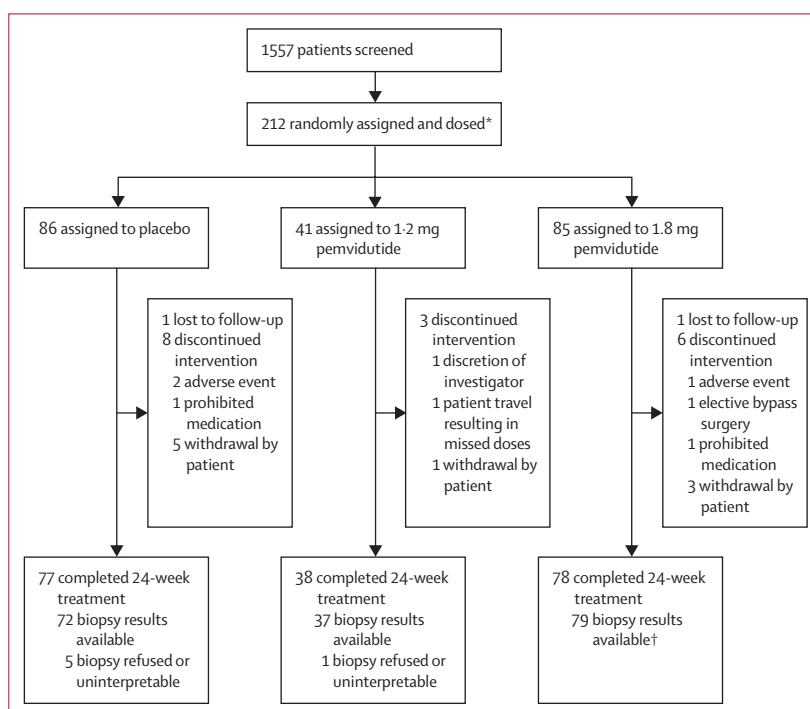 1557 patients screened
212 randomly assigned and dosed*
86 assigned to placebo
41 assigned to 1·2 mg
pemvidutide
85 assigned to 1.8 mg
pemvidutide
1 lost to follow-up
8 discontinued
intervention
2 adverse event
1 prohibited
medication
5 withdrawal by
patient
3 discontinued
intervention
1 discretion of
investigator
1 patient travel
resulting in
missed doses
1 withdrawal by
patient
1 lost to follow-up
6 discontinued
intervention
1 adverse event
1 elective bypass
surgery
1 prohibited
medication
3 withdrawal by
patient
77 completed 24-week
treatment
72 biopsy results
available
5 biopsy refused or
uninterpretable
38 completed 24-week
treatment
37 biopsy results
available
1 biopsy refused or
uninterpretable
78 completed 24-week
treatment
79 biopsy results
available†